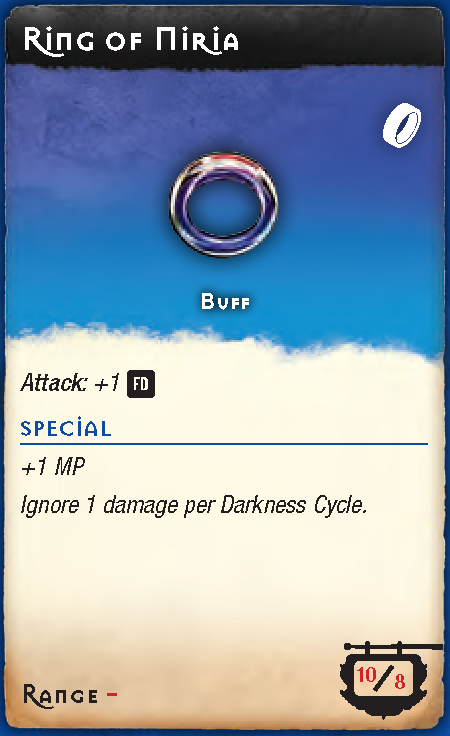 Ring of Niria
Buff
Attack: +1 FD
SPECIAL
+1 MP
Ignore 1 damage per Darkness Cycle.
Range -
10/8